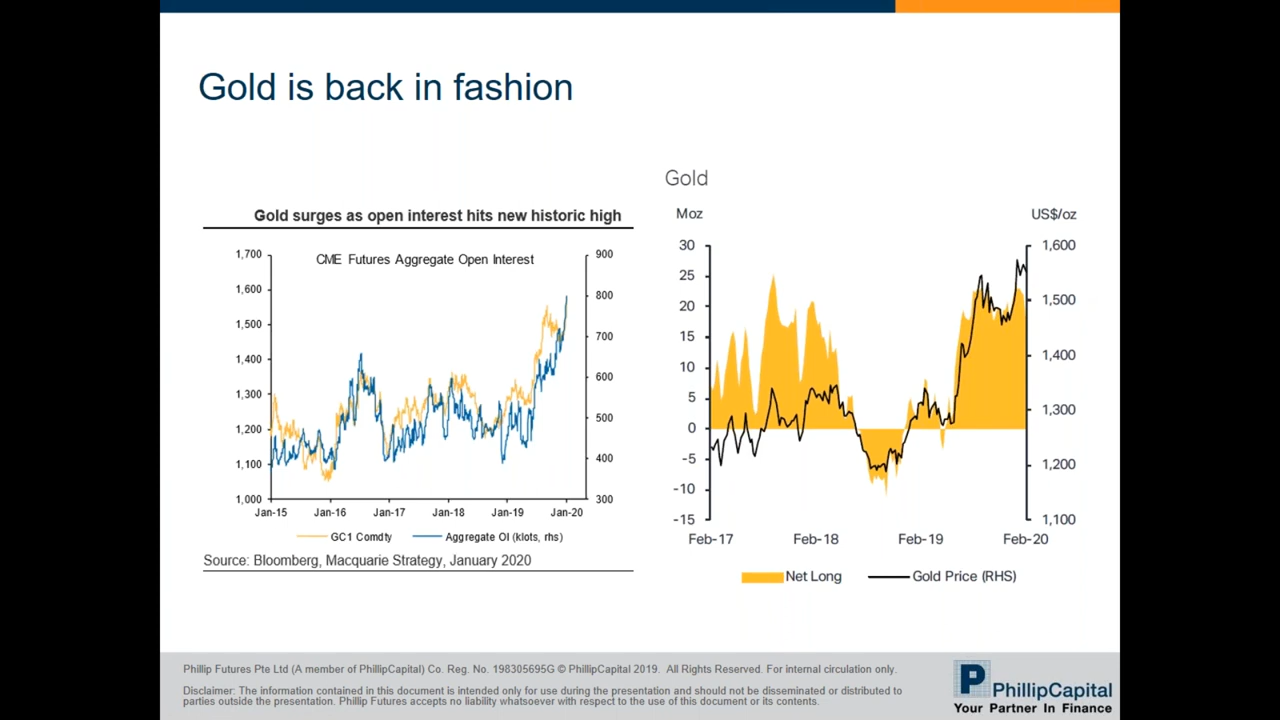 Gold is back in fashion
Gold surges as open interest hits new historic high
CME Futures Aggregate Open Interest
1,700
1,600
1,500
1,400
1,300
1,200
1,100
1,000
900
800
700
600
500
400
300
Jan-15 Jan-16 Jan-17 Jan-18 Jan-19 Jan-20
GC1 Comdty Aggregate OI (klots, rhs)
Source: Bloomberg, Macquarie Strategy, January 2020
Gold
Moz US$/oz
30
25
20
15
10
5
0
-5
-10
-15
1,600
1,500
1,400
1,300
1,200
1,100
Feb-17 Feb-18 Feb-19 Feb-20
Net Long Gold Price (RHS)
Phillip Futures Pte Ltd (A member of PhillipCapital) Co. Reg. No. 198305695G © PhillipCapital 2019. All Rights Reserved. For internal circulation only.
Disclaimer: The information contained in this document is intended only for use during the presentation and should not be disseminated or distributed to
parties outside the presentation. Phillip Futures accepts no liability whatsoever with respect to the use of this document or its contents.
P PhillipCapital
Your Partner In Finance